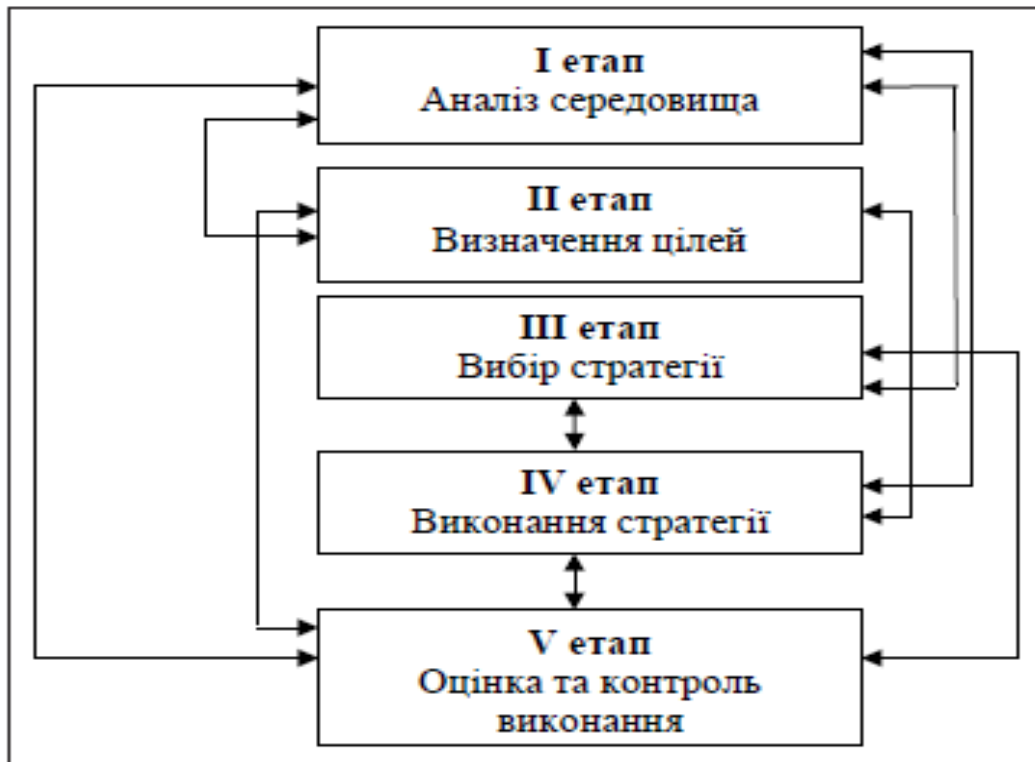 I етап
Аналіз середовища
II етап
Визначення цілей
III етап
Вибір стратегії
IV етап
Виконання стратегії
V етап
Оцінка та контроль
виконання